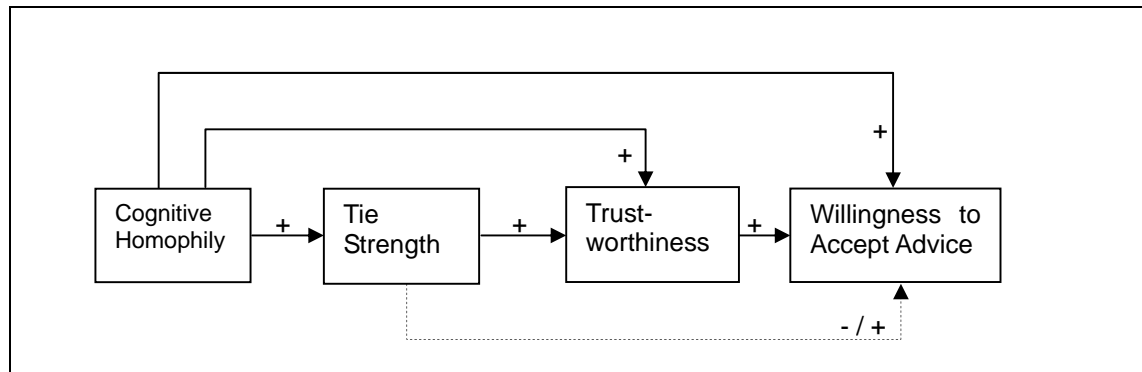 +
+
Cognitive
Homophily
+
Tie
Strength
+
Trust-
worthiness
+
Willingness to
Accept Advice
- / +